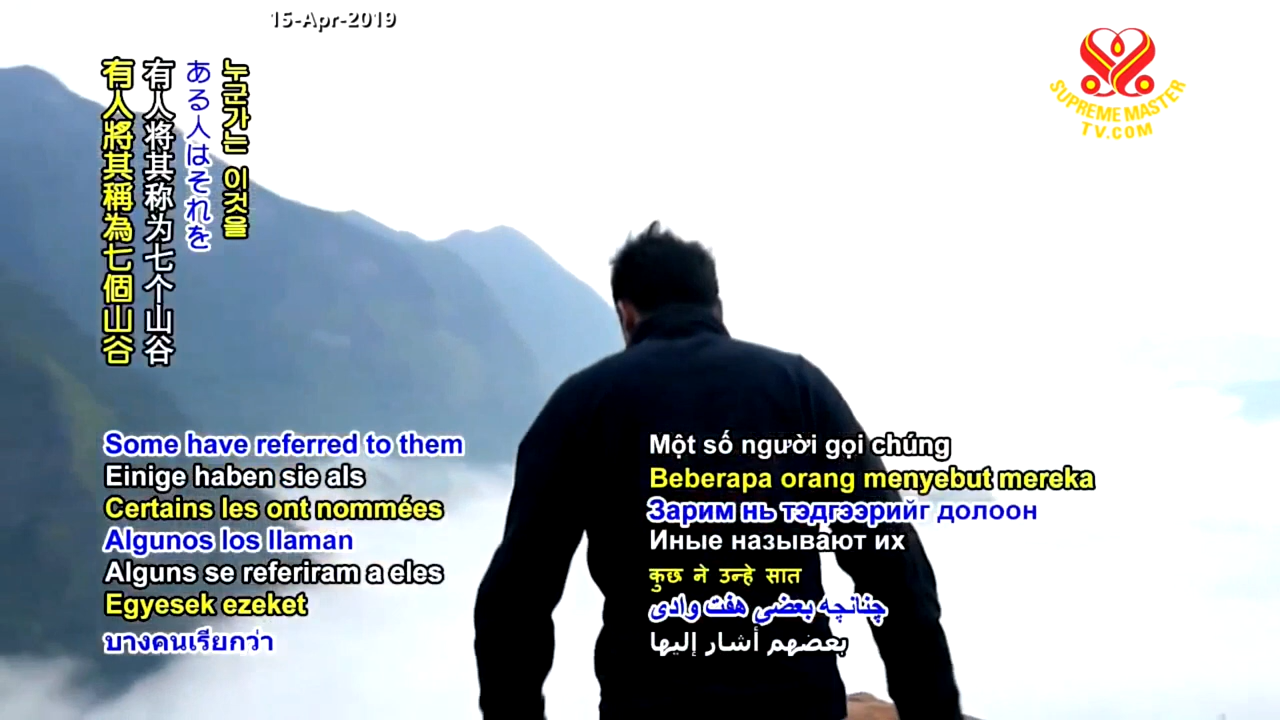 15-Apr-2019
SUPREME MASTER
TV.COM
누군가는 이것을
ある人はそれを
有人将其称为七个山谷
有人將其稱為七個山谷
Some have referred to them
Einige haben sie als
Certains les ont nommées
Algunos los llaman
Alguns se referiram a eles
Egyesek ezeket
บางคนเรียกว่า
Một số người gọi chúng
Beberapa orang menyebut mereka
Зарим нь тэдгээрийг долоон
Иные называют их
कुछ ने उन्हे सात
چنانچه بعضی هفت وادی
بعضهم أشار إليها